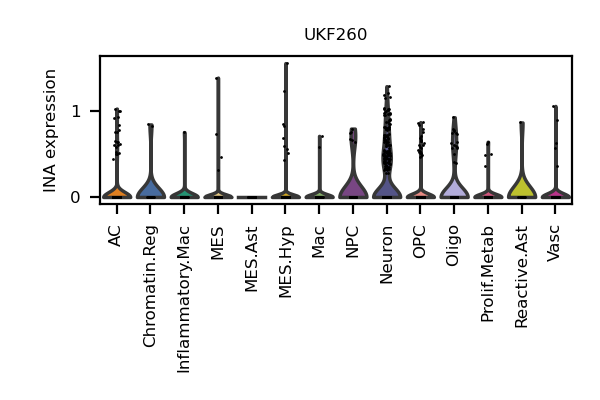 UKF260
INA expression
1
0
AC
Chromatin.Reg
Inflammatory.Mac
MES
MES.Ast
MES.Hyp
Mac
NPC
Neuron
OPC
Oligo
Prolif.Metab
Reactive.Ast
Vasc